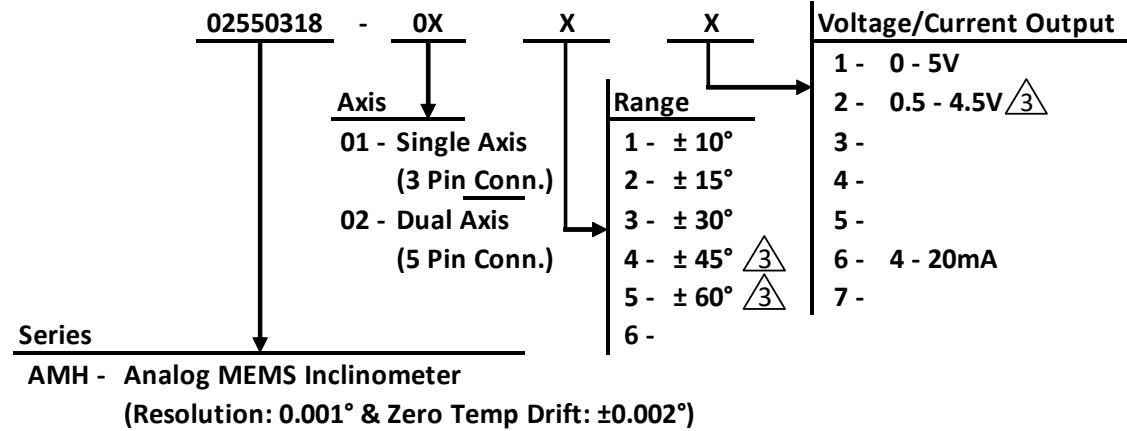 02550318 - 0X X X
Voltage/Current Output
1 - 0 - 5V
2 - 0.5 - 4.5V 3
3 -
4 -
5 -
6 - 4 - 20mA
7 -
Axis
01 - Single Axis
(3 Pin Conn.)
02 - Dual Axis
(5 Pin Conn.)
Range
1 - ± 10°
2 - ± 15°
3 - ± 30°
4 - ± 45° 3
5 - ± 60° 3
6 -
Series
AMH - Analog MEMS Inclinometer
(Resolution: 0.001° & Zero Temp Drift: ±0.002°)